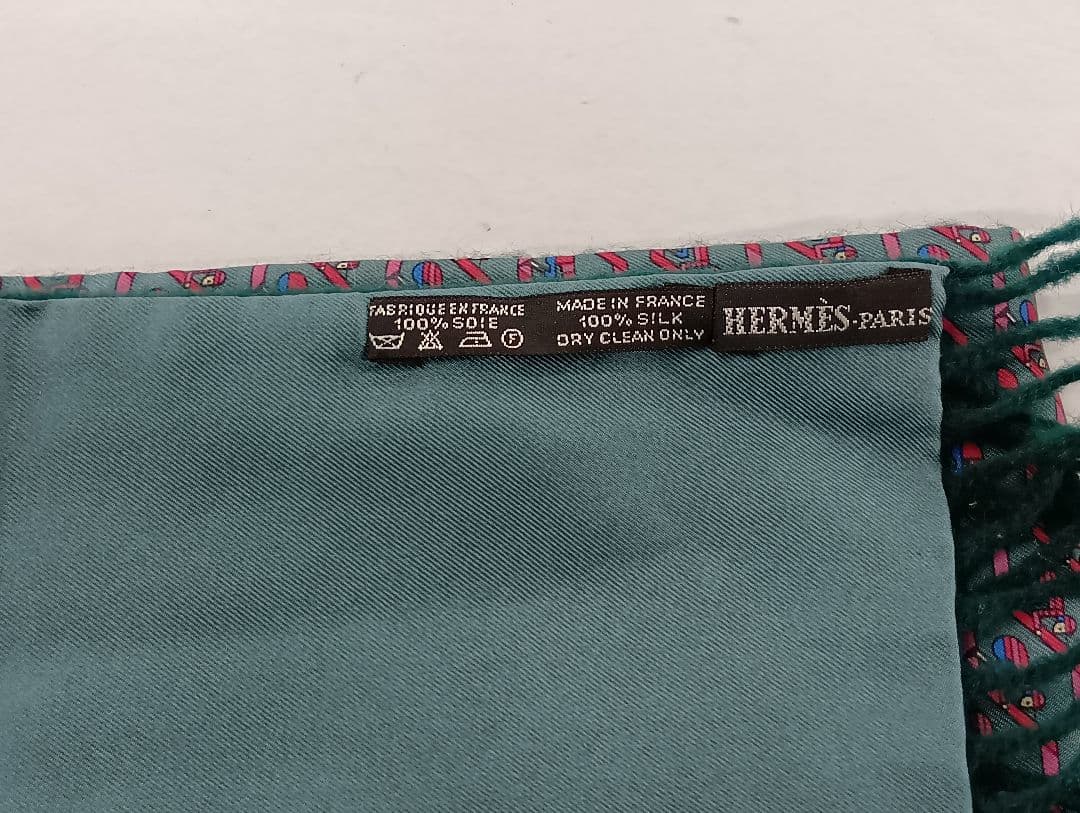 FABRIQUE EN FRANCE
100% SOIE
F
MADE IN FRANCE
100% SILK
DRY CLEAN ONLY
HERMÈS-PARIS